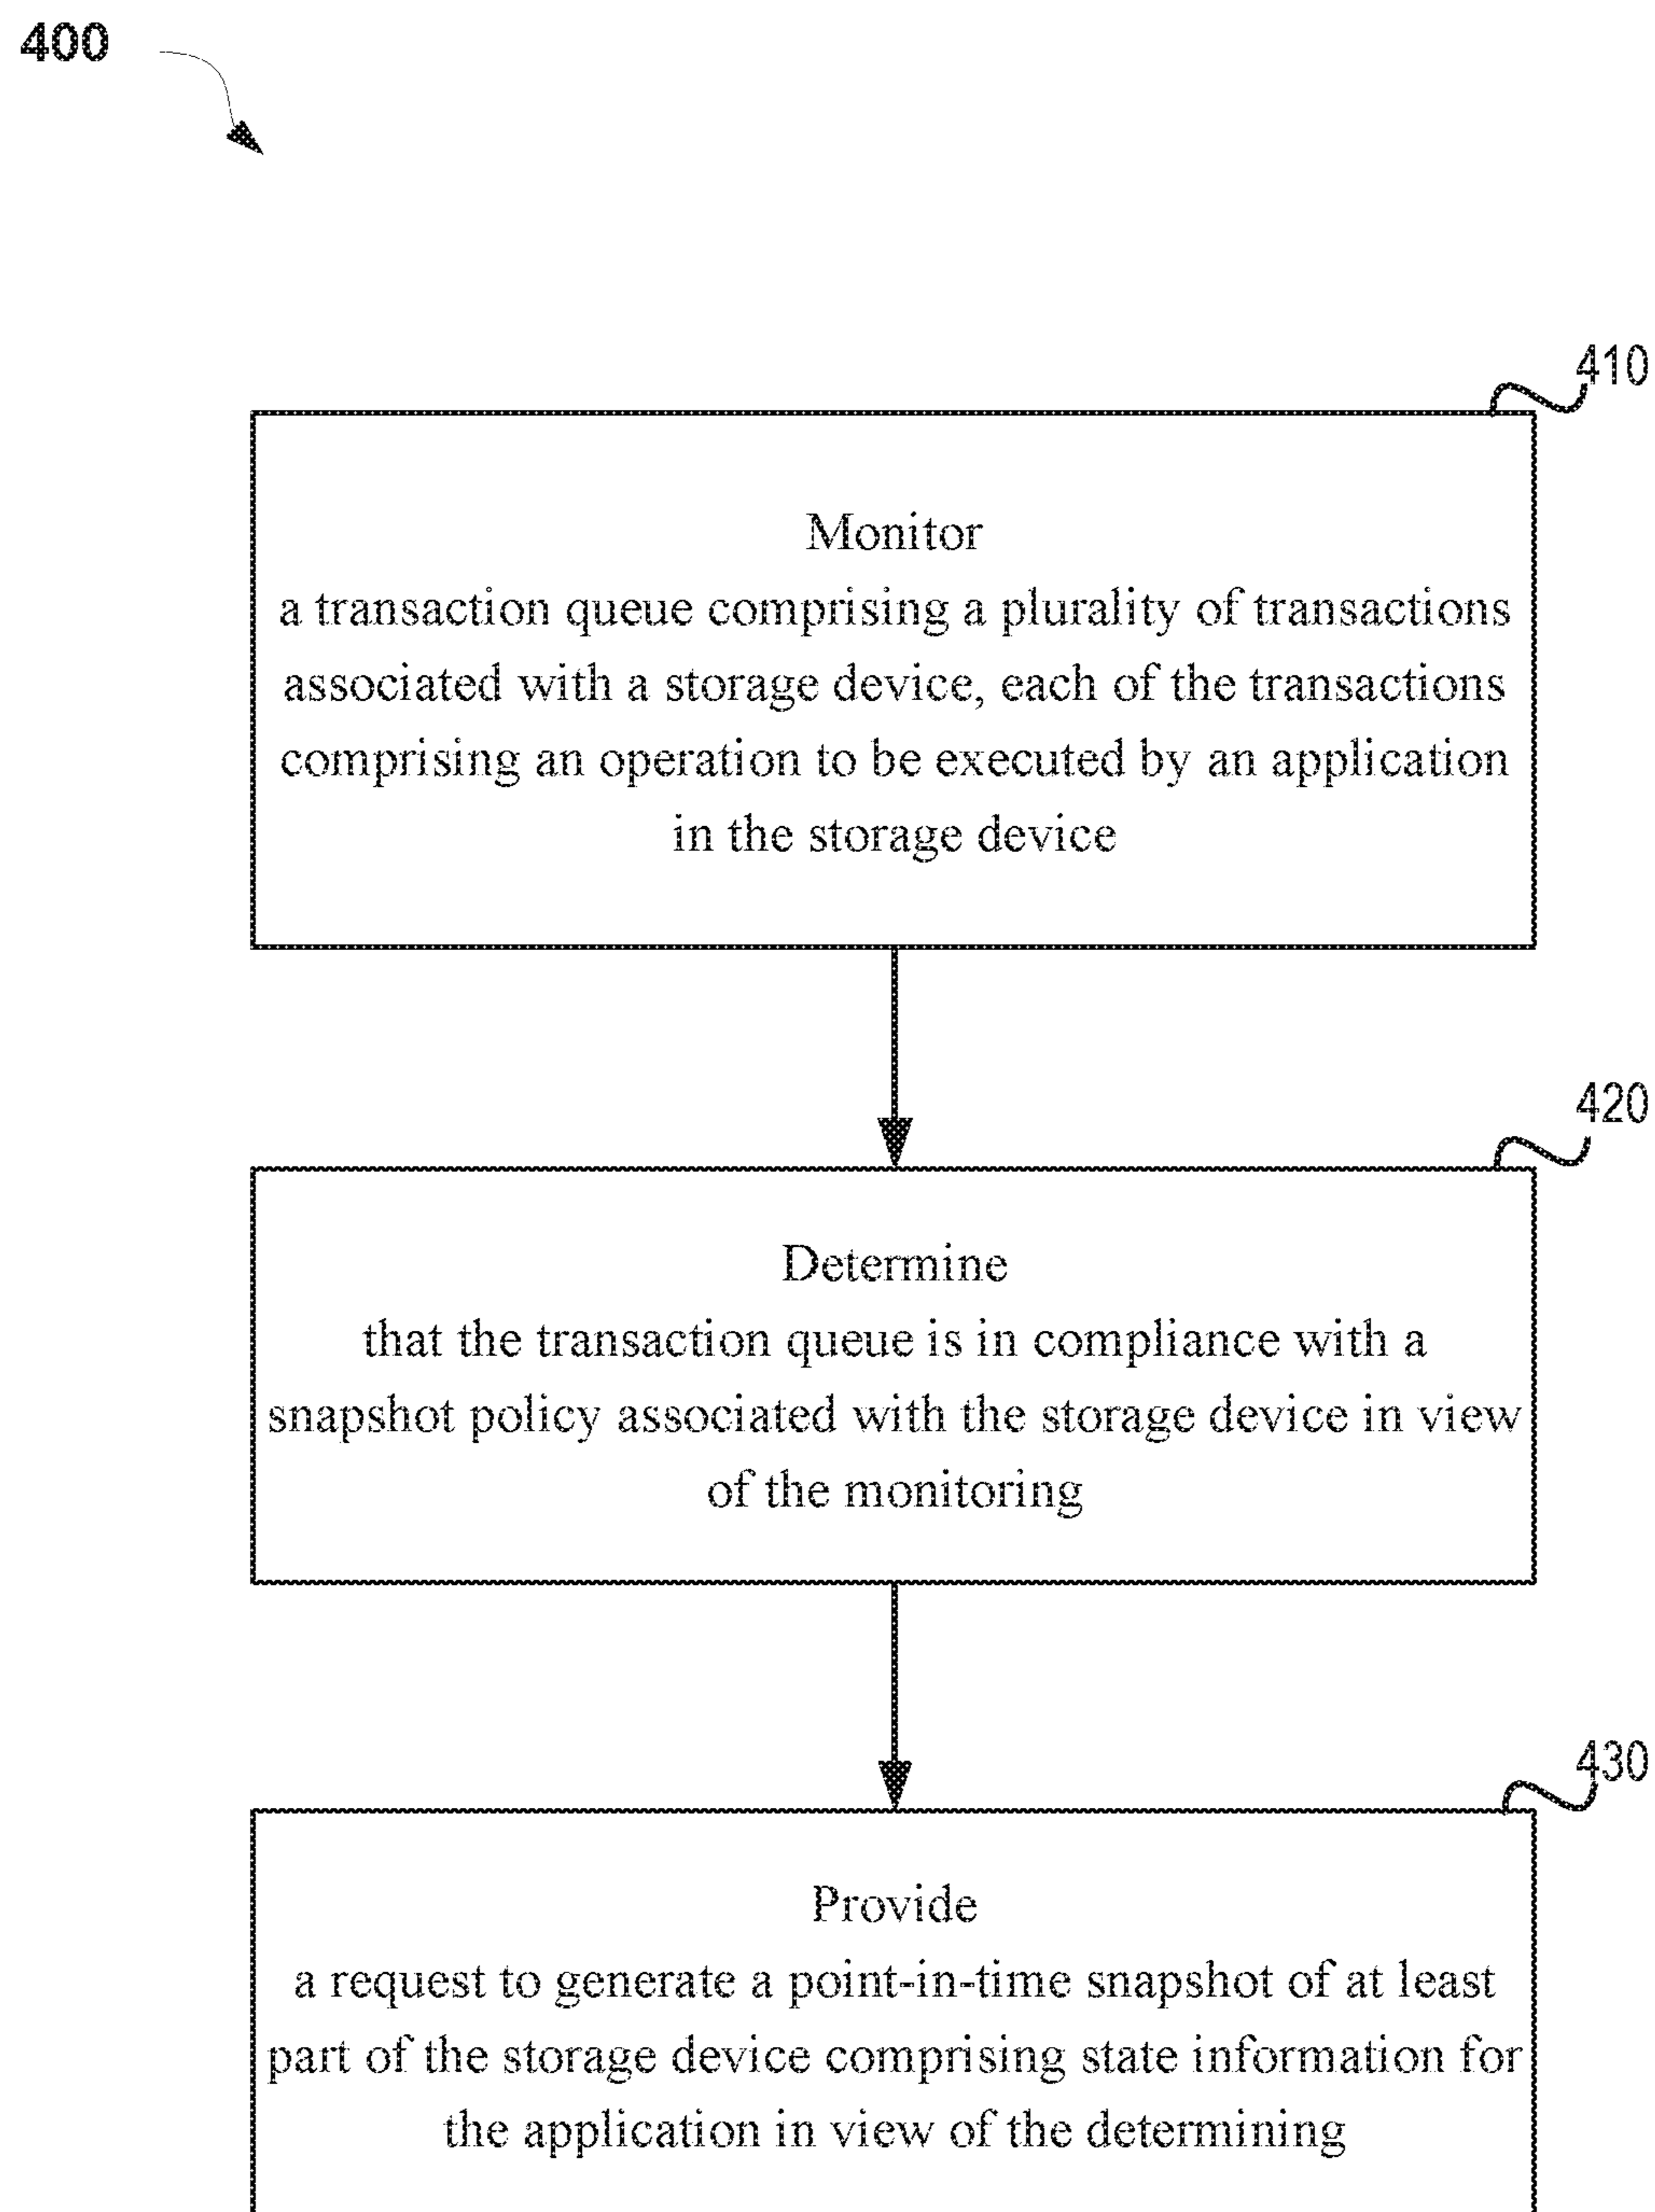 400
410
Monitor
a transaction queue comprising a plurality of transactions
associated with a storage device, each of the transactions
comprising an operation to be executed by an application
in the storage device
420
Determine
that the transaction queue is in compliance with a
snapshot policy associated with the storage device in view
of the monitoring
430
Provide
a request to generate a point-in-time snapshot of at least
part of the storage device comprising state information for
the application in view of the determining